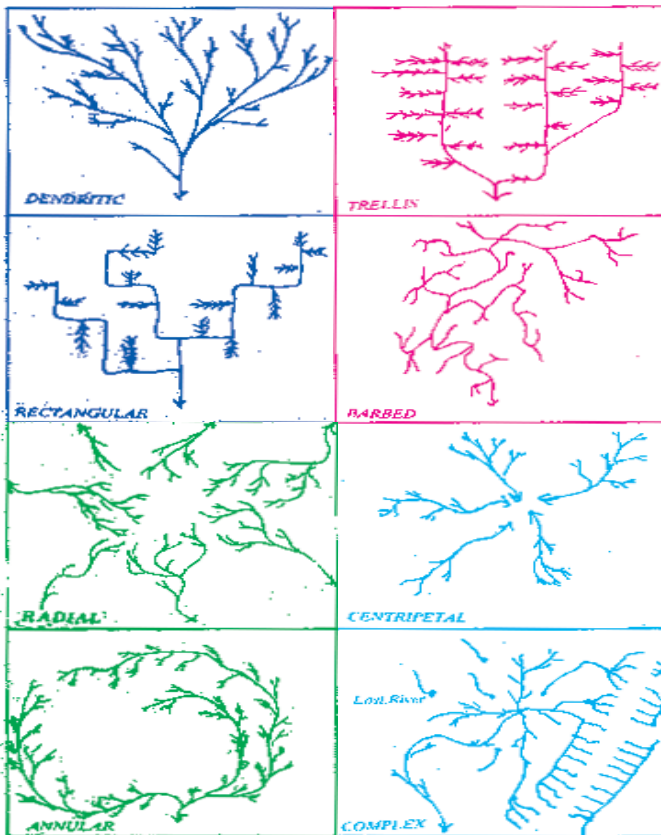 DENDRITIC
TRELLIS
RECTANGULAR
BARBED
RADIAL
CENTRIPETAL
Lost River
ANNULAR
COMPLEX